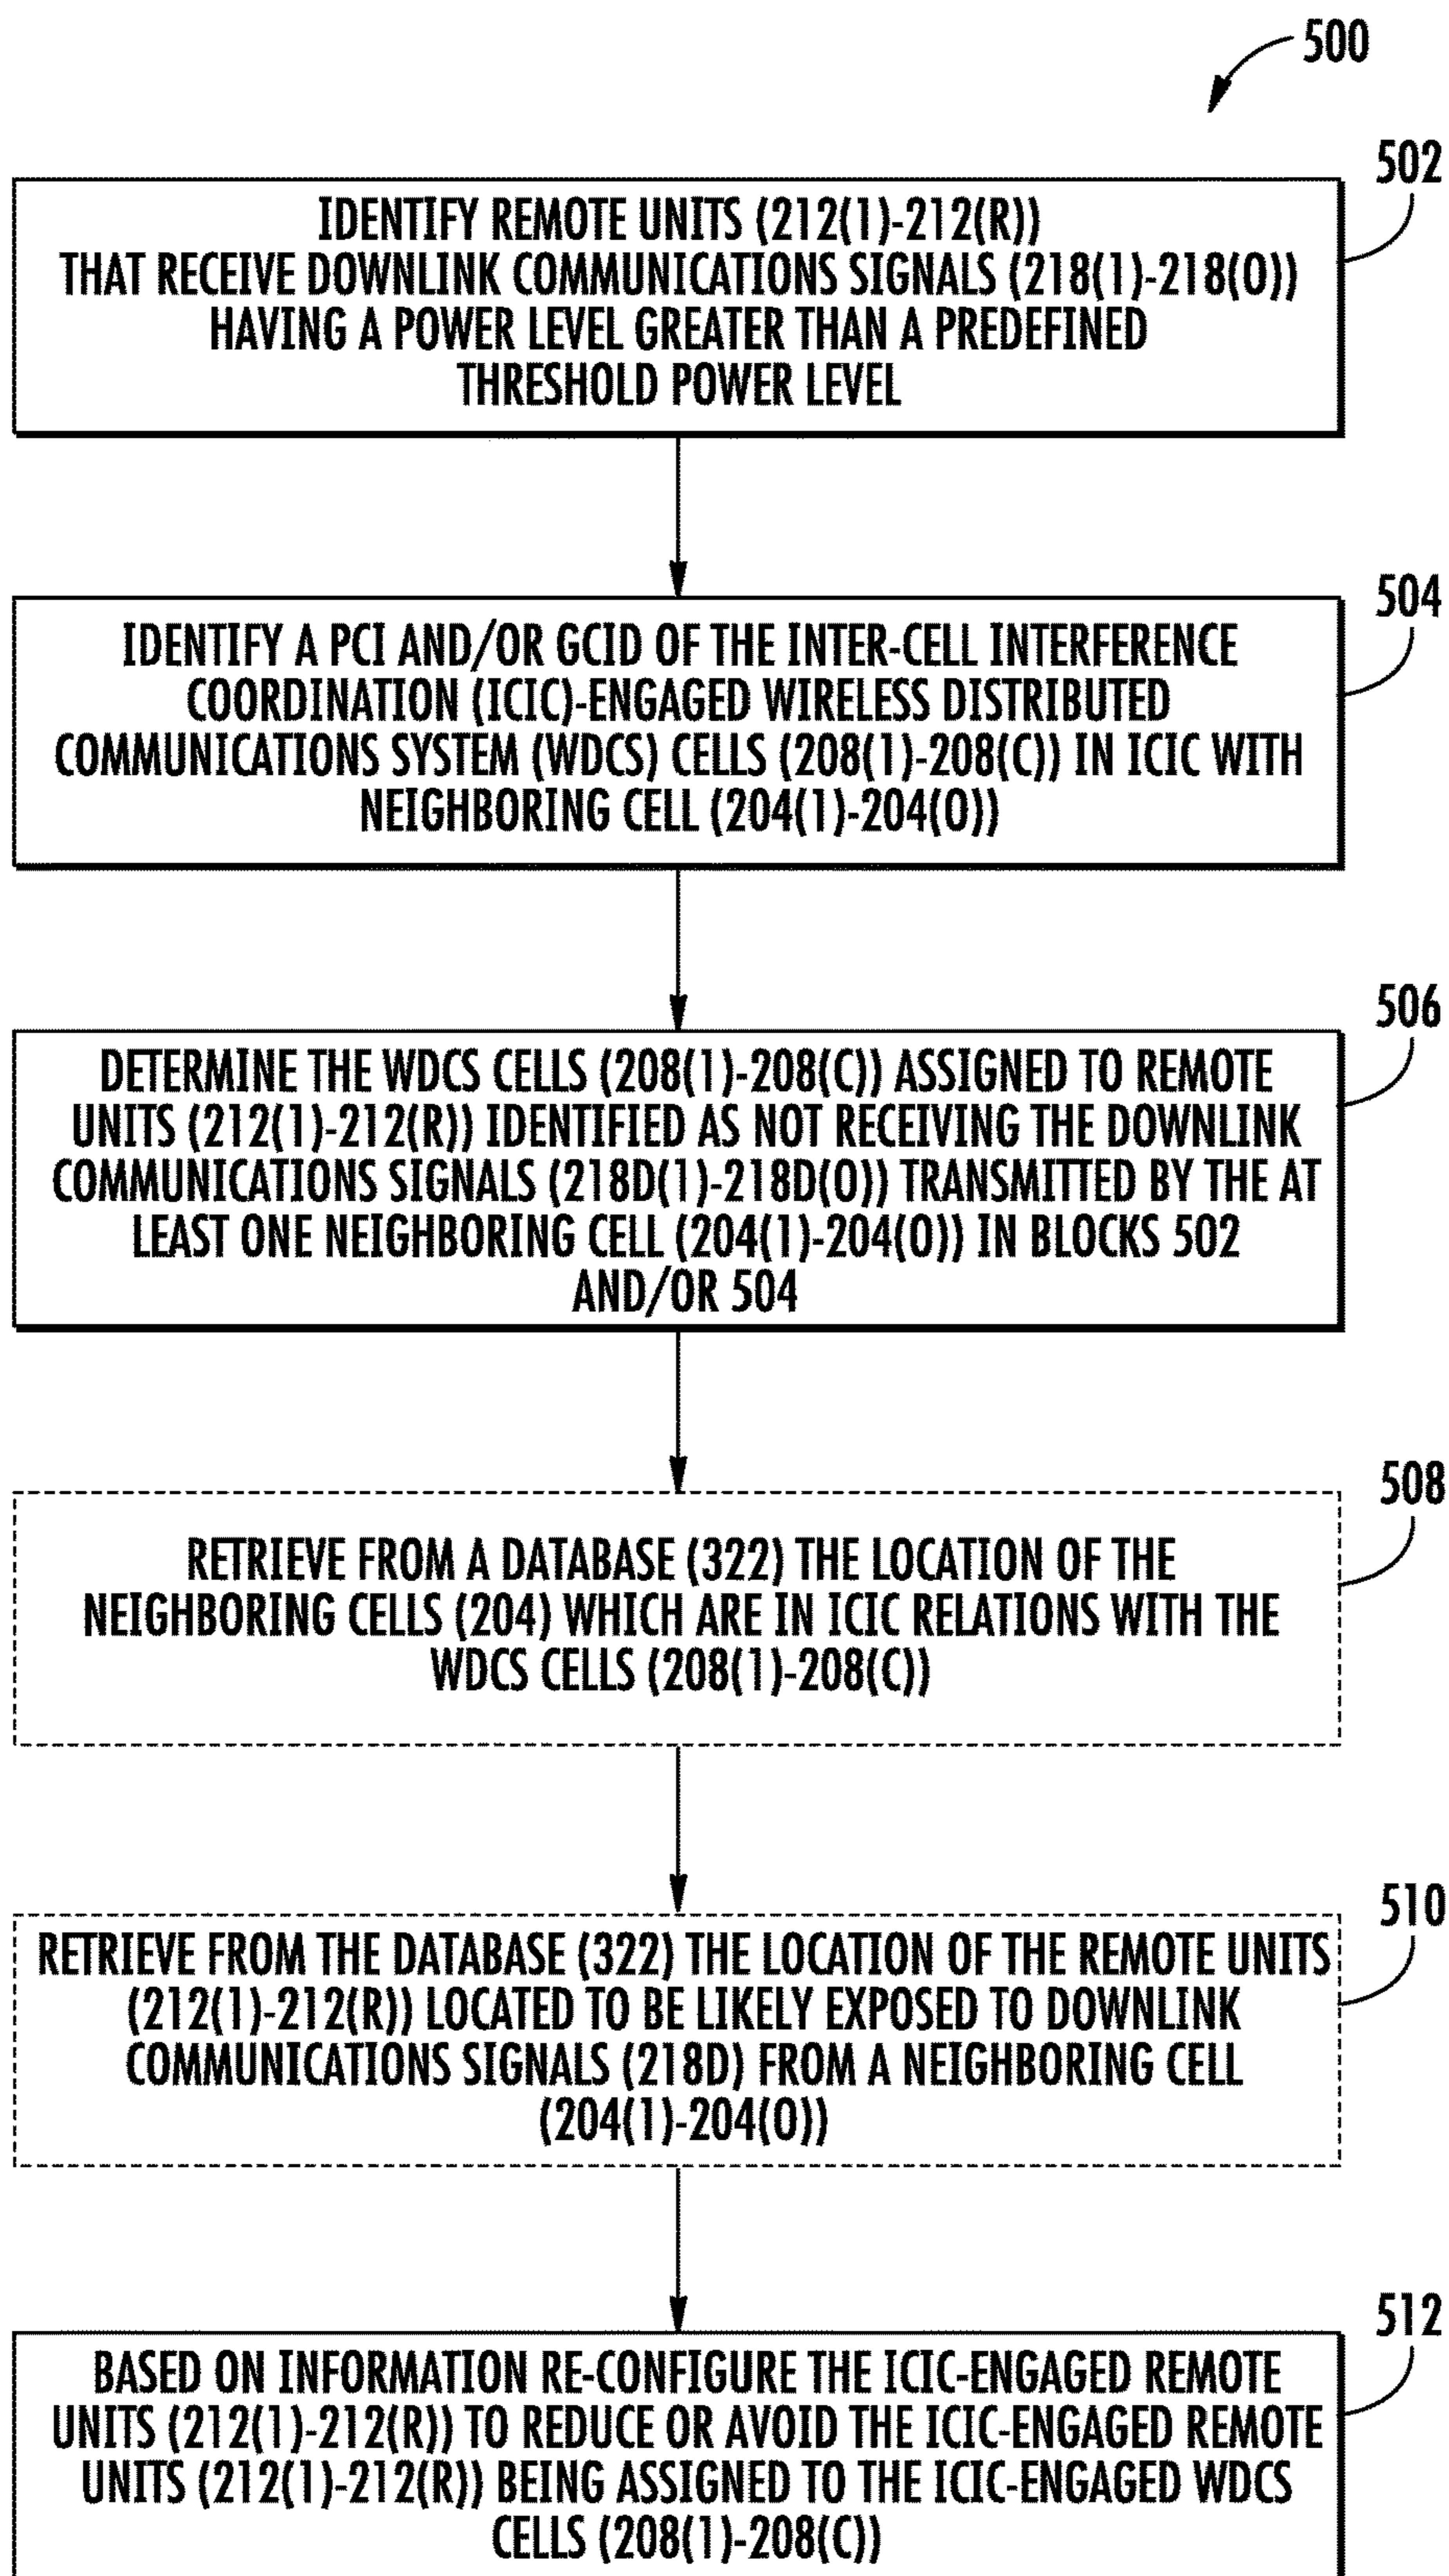 500
502
IDENTIFY REMOTE UNITS (212(1)-212(R))
THAT RECEIVE DOWNLINK COMMUNICATIONS SIGNALS (218(1)-218(O))
HAVING A POWER LEVEL GREATER THAN A PREDEFINED
THRESHOLD POWER LEVEL
504
IDENTIFY A PCI AND/OR GCID OF THE INTER-CELL INTERFERENCE
COORDINATION (ICIC)-ENGAGED WIRELESS DISTRIBUTED
COMMUNICATIONS SYSTEM (WDCS) CELLS (208(1)-208(C)) IN ICIC WITH
NEIGHBORING CELL (204(1)-204(O))
506
DETERMINE THE WDCS CELLS (208(1)-208(C)) ASSIGNED TO REMOTE
UNITS (212(1)-212(R)) IDENTIFIED AS NOT RECEIVING THE DOWNLINK
COMMUNICATIONS SIGNALS (218D(1)-218D(O)) TRANSMITTED BY THE AT
LEAST ONE NEIGHBORING CELL (204(1)-204(O)) IN BLOCKS 502
AND/OR 504
508
RETRIEVE FROM A DATABASE (322) THE LOCATION OF THE
NEIGHBORING CELLS (204) WHICH ARE IN ICIC RELATIONS WITH THE
WDCS CELLS (208(1)-208(C))
510
RETRIEVE FROM THE DATABASE (322) THE LOCATION OF THE REMOTE UNITS
(212(1)-212(R)) LOCATED TO BE LIKELY EXPOSED TO DOWNLINK
COMMUNICATIONS SIGNALS (218D) FROM A NEIGHBORING CELL
(204(1)-204(O))
512
BASED ON INFORMATION RE-CONFIGURE THE ICIC-ENGAGED REMOTE
UNITS (212(1)-212(R)) TO REDUCE OR AVOID THE ICIC-ENGAGED REMOTE
UNITS (212(1)-212(R)) BEING ASSIGNED TO THE ICIC-ENGAGED WDCS
CELLS (208(1)-208(C))